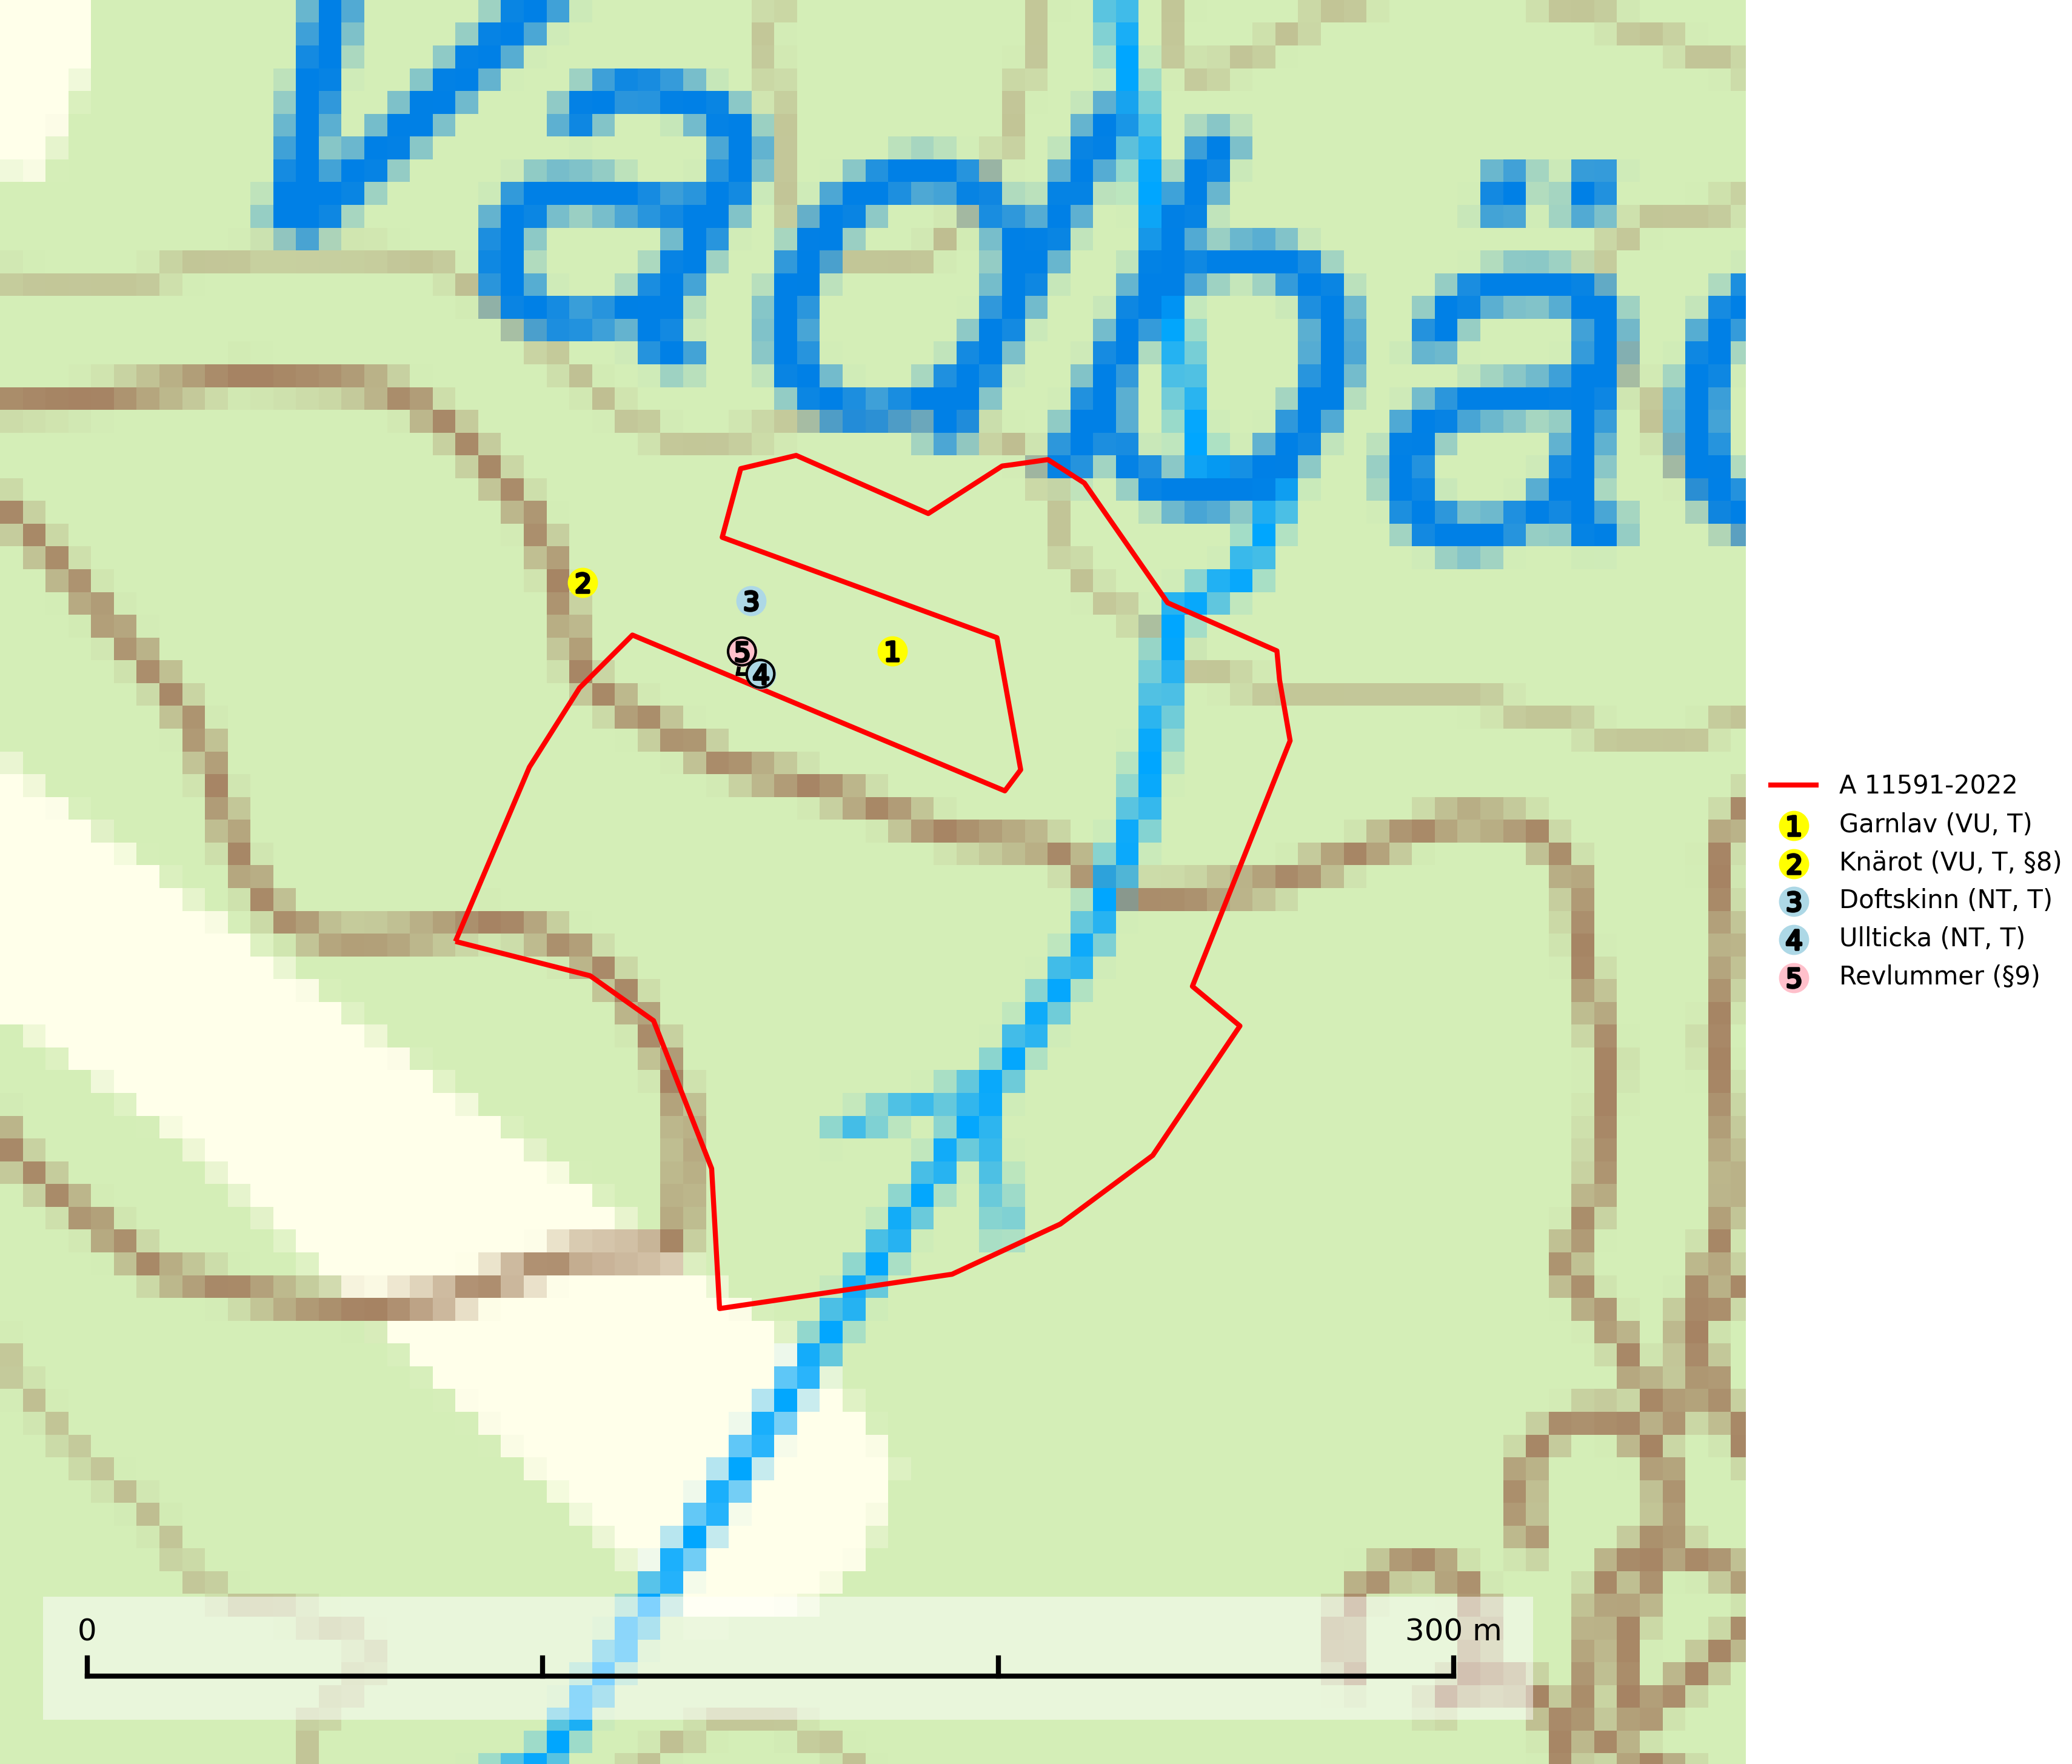 2
3
5
1
4
A 11591-2022
1 Garnlav (VU, T)
2 Knärot (VU, T, §8)
3 Doftskinn (NT, T)
4 Ullticka (NT, T)
5 Revlummer (§9)
0 300 m